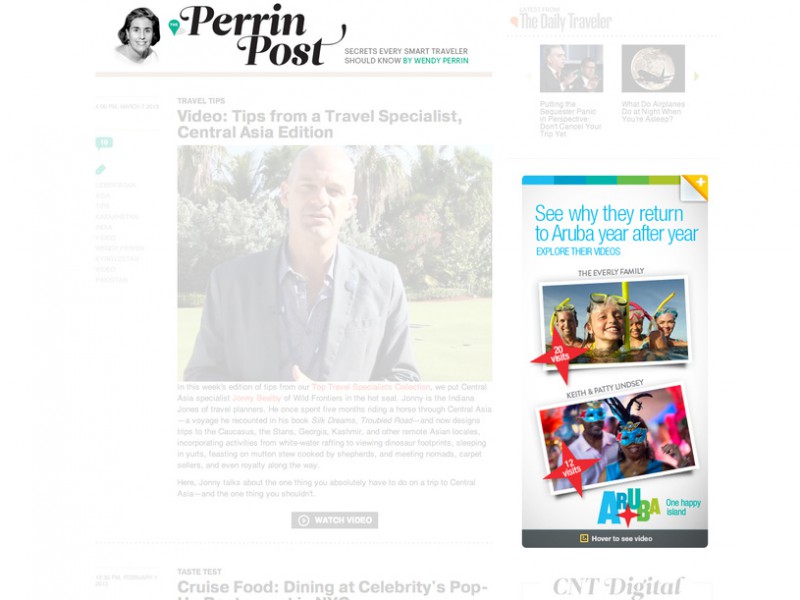 THE
Perrin
Post
SECRETS EVERY SMART TRAVELER
SHOULD KNOW BY WENDY PERRIN
LATEST FROM
The Daily Traveler
Putting the
Sequester Panic
in Perspective:
Don't Cancel Your
Trip Yet
What Do Airplanes
Do at Night When
You're Asleep?
TRAVEL TIPS
Video: Tips from a Travel Specialist,
Central Asia Edition
In this week's edition of tips from our Top Travel Specialists Collection, we put Central
Asia specialist Jonny Bealby of Wild Frontiers in the hot seat. Jonny is the Indiana
Jones of travel planners. He once spent five months riding a horse through Central Asia
—a voyage he recounted in his book Silk Dreams, Troubled Road—and now designs
trips to the Caucasus, the Stans, Georgia, Kashmir, and other remote Asian locales,
incorporating activities from white-water rafting to viewing dinosaur footprints, sleeping
in yurts, feasting on mutton stew cooked by shepherds, and meeting nomads, carpet
sellers, and even royalty along the way.
Here, Jonny talks about the one thing you absolutely have to do on a trip to Central
Asia—and the one thing you shouldn't.
WATCH VIDEO
See why they return
to Aruba year after year
EXPLORE THEIR VIDEOS
THE EVERLY FAMILY
20
visits
KEITH & PATTY LINDSEY
12
visits
ARUBA
One happy
island
Hover to see video
TASTE TEST
Cruise Food: Dining at Celebrity's Pop-
CNT Digital